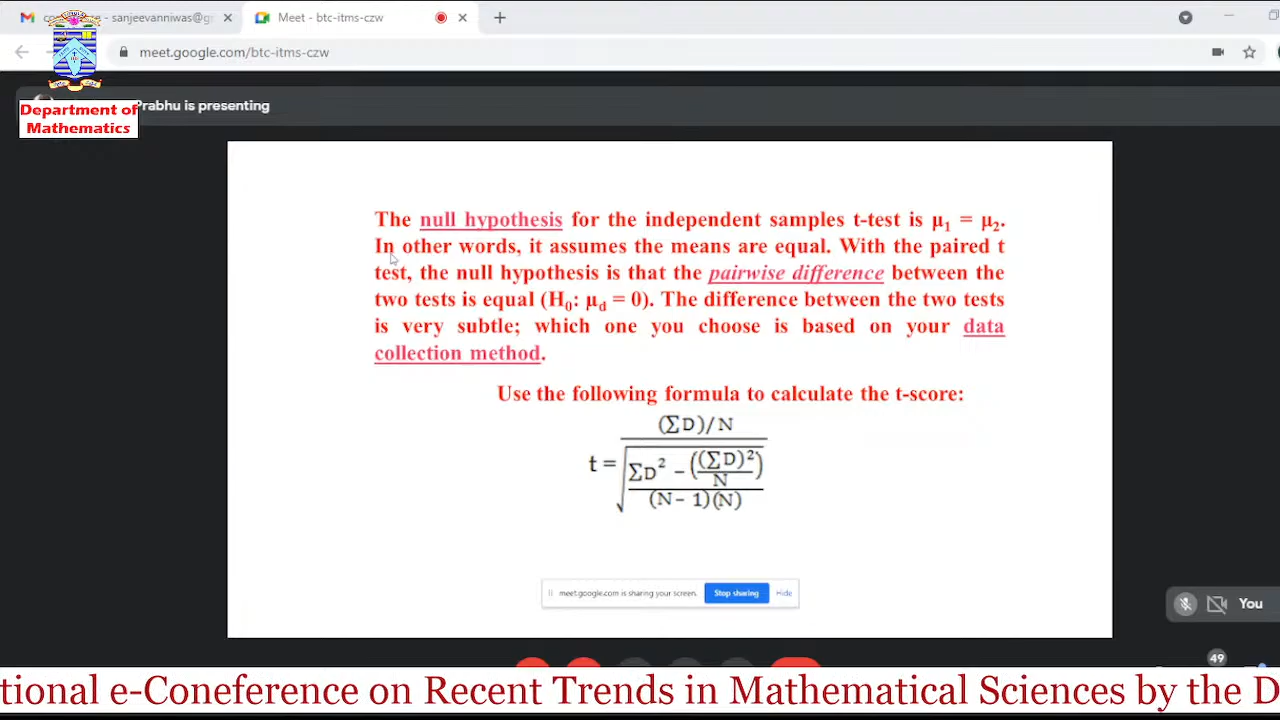 sanjeevanniwas@g
Meet - btc-itms-czw
meet.google.com/btc-itms-czw
Prabhu is presenting
Department of
Mathematics
The null hypothesis for the independent samples t-test is μ₁ = μ₂.
In other words, it assumes the means are equal. With the paired t
test, the null hypothesis is that the pairwise difference between the
two tests is equal (H₀: μd = 0). The difference between the two tests
is very subtle; which one you choose is based on your data
collection method.
Use the following formula to calculate the t-score:
(ΣD)/N
t = √ ΣD² - ((ΣD)²/N)
(N - 1)(N)
meet.google.com is sharing your screen. Stop sharing Hide
You
49
tional e-Coneference on Recent Trends in Mathematical Sciences by the D